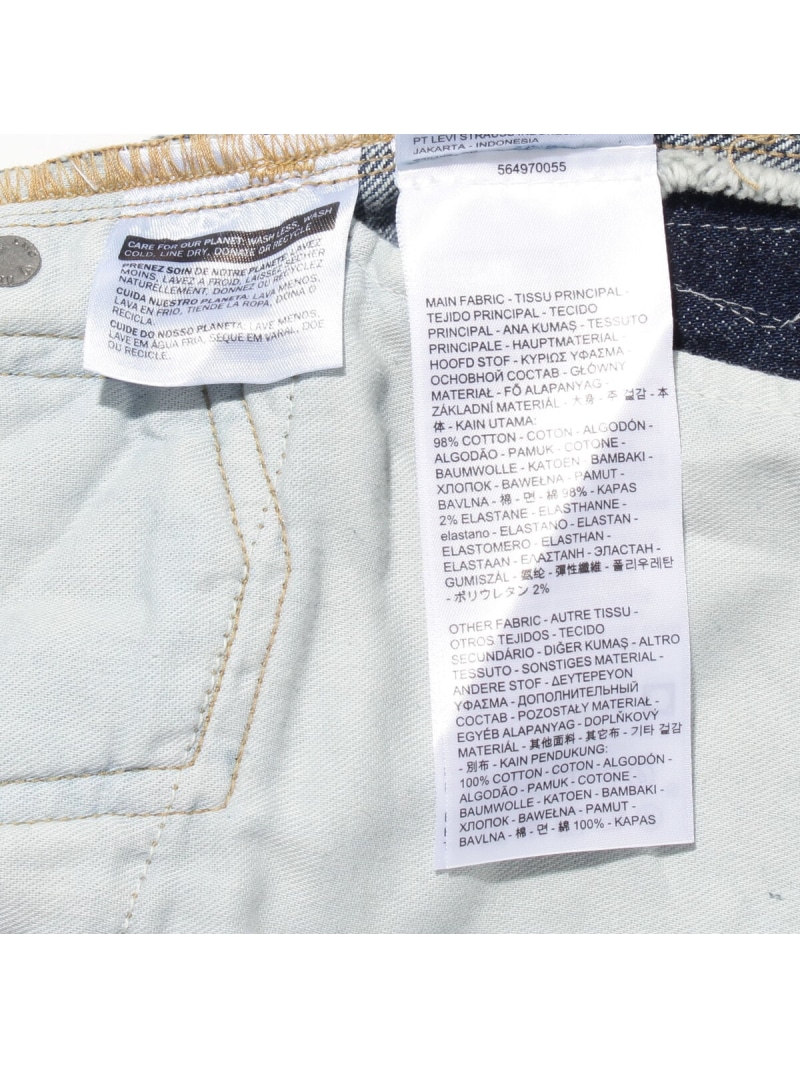 CARE FOR OUR PLANET: WASH LESS, WASH
COLD, LINE DRY, DONATE OR RECYCLE
PRENEZ SOIN DE NOTRE PLANETE: LAVEZ
MOINS, LAVEZ A FROID, LAISSEZ SÉCHER
NATURELLEMENT, DONNEZ OU RECYCLEZ
CUIDA NUESTRO PLANETA: LAVA MENOS,
LAVA EN FRIO, TIENDE LA ROPA, DONA O
RECICLA.
CUIDE DO NOSSO PLANETA: LAVE MENOS,
LAVE EM ÁGUA FRIA, SEQUE EM VARAL, DOE
OU RECICLE.
PT LEVI STRAUSS
JAKARTA - INDONESIA
564970055
MAIN FABRIC - TISSU PRINCIPAL -
TEJIDO PRINCIPAL - TECIDO
PRINCIPAL - ANA KUMAŞ - TESSUTO
PRINCIPALE - HAUPTMATERIAL -
HOOFD STOF - ΚΥΡΙΩΣ ΥΦΑΣΜΑ -
ОСНОВНОЙ СОСТАВ - GŁÓWNY
MATERIAŁ - FŐ ALAPANYAG -
ZÁKLADNÍ MATERIÁL - 大身 - 주 겉감 - 本
体 - KAIN UTAMA:
98% COTTON - COTON - ALGODÓN -
ALGODÃO - PAMUK - COTONE -
BAUMWOLLE - KATOEN - BAMBAKI -
ХЛОПОК - BAWEŁNA - PAMUT -
BAVLNA - 棉 - 면 - 綿 98% - KAPAS
2% ELASTANE - ELASTHANNE -
elastano - ELASTANO - ELASTAN -
ELASTOMERO - ELASTHAN -
ELASTAAN - ΕΛΑΣΤΑΝΗ - ЭЛАСТАН -
GUMISZÁL - 氨纶 - 彈性纖維 - 폴리우레탄
- ポリウレタン 2%
OTHER FABRIC - AUTRE TISSU -
OTROS TEJIDOS - TECIDO
SECUNDÁRIO - DIĞER KUMAŞ - ALTRO
TESSUTO - SONSTIGES MATERIAL -
ANDERE STOF - ΔΕΥΤΕΡΕΥΟΝ
ΥΦΑΣΜΑ - ДОПОЛНИТЕЛЬНЫЙ
СОСТАВ - POZOSTAŁY MATERIAŁ -
EGYÉB ALAPANYAG - DOPLŇKOVÝ
MATERIÁL - 其他面料 - 其它布 - 기타 겉감
- 別布 - KAIN PENDUKUNG:
100% COTTON - COTON - ALGODÓN -
ALGODÃO - PAMUK - COTONE -
BAUMWOLLE - KATOEN - BAMBAKI -
ХЛОПОК - BAWEŁNA - PAMUT -
BAVLNA - 棉 - 면 - 綿 100% - KAPAS